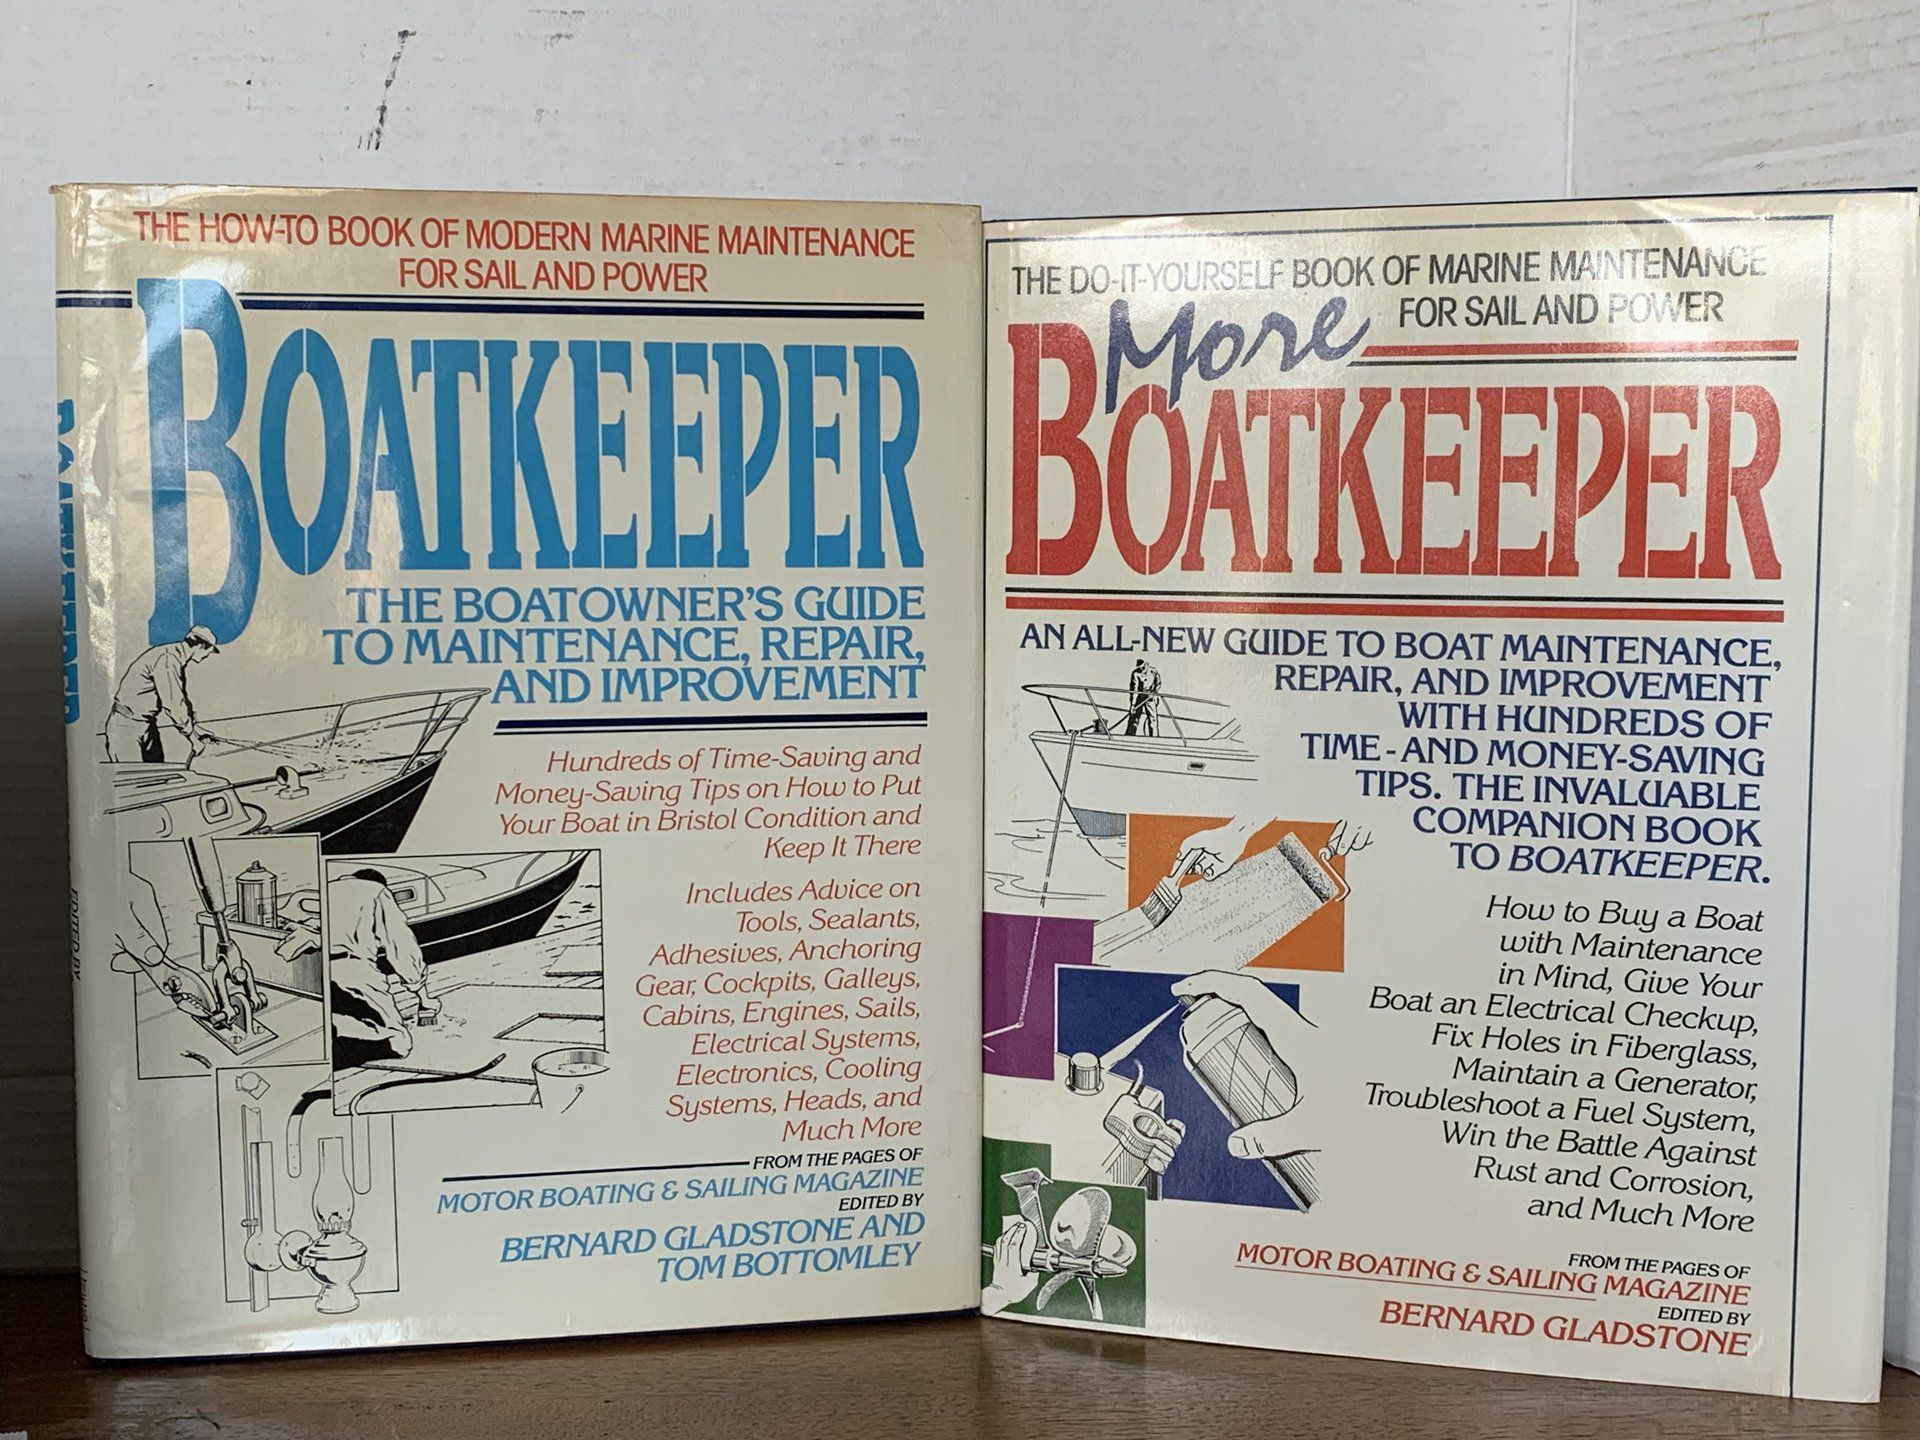 THE HOW-TO BOOK OF MODERN MARINE MAINTENANCE
FOR SAIL AND POWER
BOATKEEPER
THE BOATOWNER'S GUIDE
TO MAINTENANCE, REPAIR,
AND IMPROVEMENT
Hundreds of Time-Saving and
Money-Saving Tips on How to Put
Your Boat in Bristol Condition and
Keep It There
Includes Advice on
Tools, Sealants,
Adhesives, Anchoring
Gear, Cockpits, Galleys,
Cabins, Engines, Sails,
Electrical Systems,
Electronics, Cooling
Systems, Heads, and
Much More
FROM THE PAGES OF
MOTOR BOATING & SAILING MAGAZINE
EDITED BY
BERNARD GLADSTONE AND
TOM BOTTOMLEY
BOATKEEPER
EDITED BY
THE DO-IT-YOURSELF BOOK OF MARINE MAINTENANCE
FOR SAIL AND POWER
More
BOATKEEPER
AN ALL-NEW GUIDE TO BOAT MAINTENANCE,
REPAIR, AND IMPROVEMENT
WITH HUNDREDS OF
TIME-AND MONEY-SAVING
TIPS. THE INVALUABLE
COMPANION BOOK
TO BOATKEEPER.
How to Buy a Boat
with Maintenance
in Mind, Give Your
Boat an Electrical Checkup,
Fix Holes in Fiberglass,
Maintain a Generator,
Troubleshoot a Fuel System,
Win the Battle Against
Rust and Corrosion,
and Much More
FROM THE PAGES OF
MOTOR BOATING & SAILING MAGAZINE
EDITED BY
BERNARD GLADSTONE